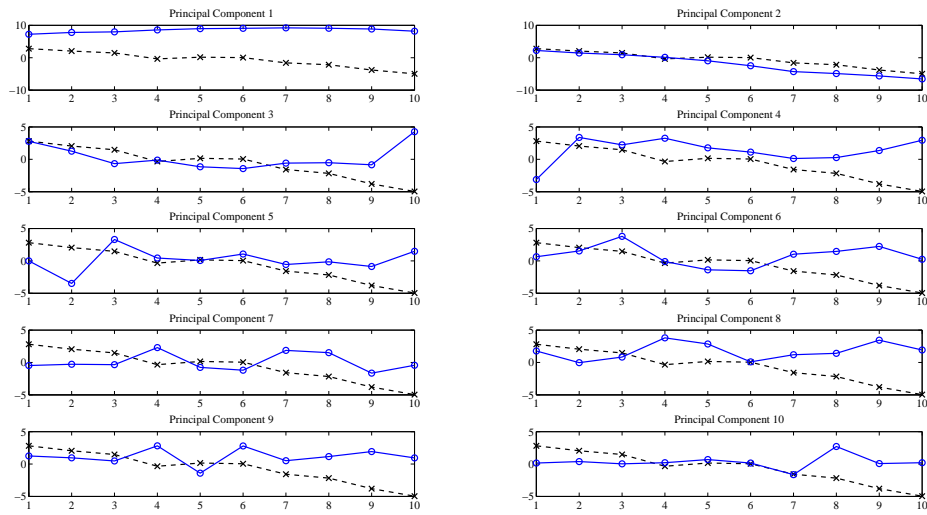 Principal Component 1
10
0
−10
1 2 3 4 5 6 7 8 9 10
Principal Component 2
10
0
−10
1 2 3 4 5 6 7 8 9 10
Principal Component 3
5
0
−5
1 2 3 4 5 6 7 8 9 10
Principal Component 4
5
0
−5
1 2 3 4 5 6 7 8 9 10
Principal Component 5
5
0
−5
1 2 3 4 5 6 7 8 9 10
Principal Component 6
5
0
−5
1 2 3 4 5 6 7 8 9 10
Principal Component 7
5
0
−5
1 2 3 4 5 6 7 8 9 10
Principal Component 8
5
0
−5
1 2 3 4 5 6 7 8 9 10
Principal Component 9
5
0
−5
1 2 3 4 5 6 7 8 9 10
Principal Component 10
5
0
−5
1 2 3 4 5 6 7 8 9 10